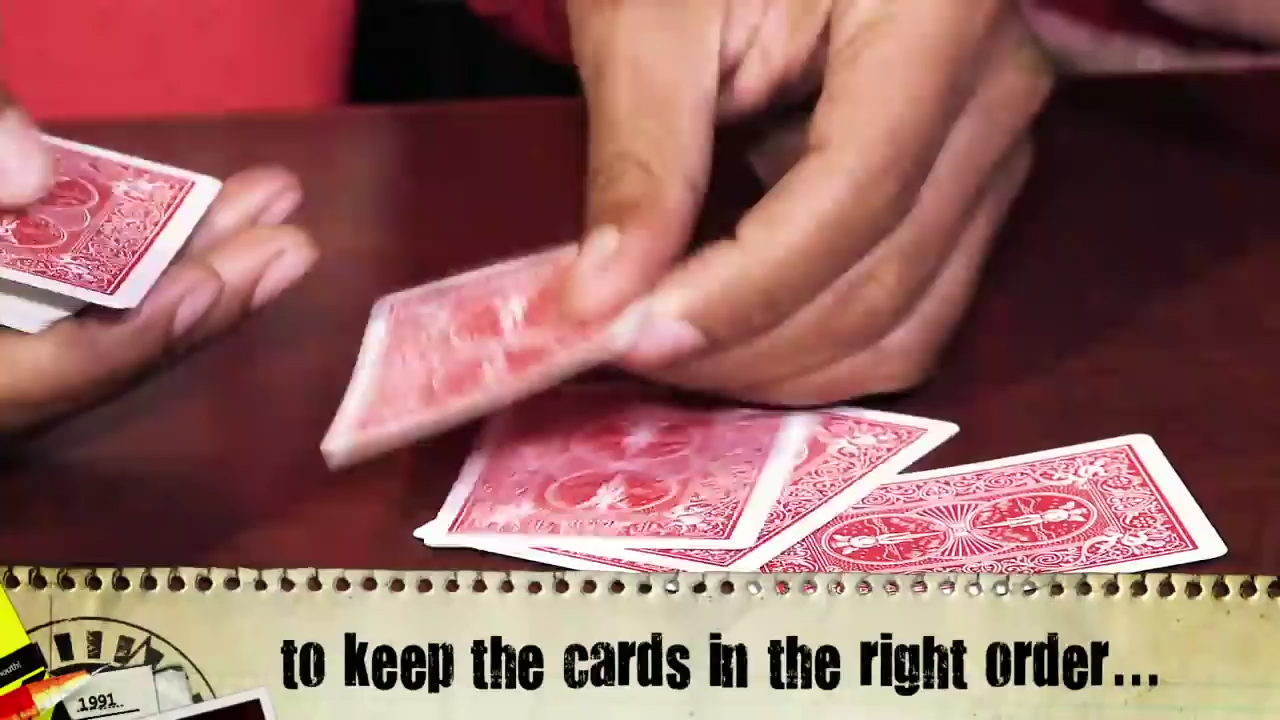 to keep the cards in the right order...
1991